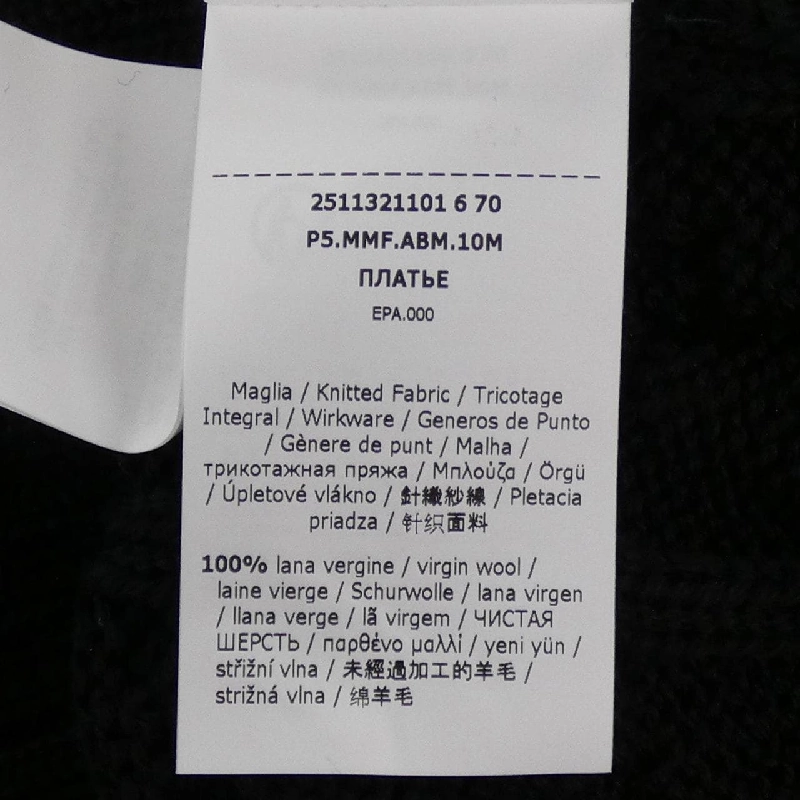 2511321101 6 70
P5.MMF.ABM.10M
ПЛАТЬЕ
EPA.000
Maglia / Knitted Fabric / Tricotage
Integral / Wirkware / Generos de Punto
/ Gènere de punt / Malha /
трикотажная пряжа / Μπλούζα / Örgü
/ Úpletové vlákno / 針織紗線 / Pletacia
priadza / 针织面料
100% lana vergine / virgin wool /
laine vierge / Schurwolle / lana virgen
/ llana verge / lã virgem / ЧИСТАЯ
ШЕРСТЬ / παρθένο μαλλί / yeni yün /
střižní vlna / 未經過加工的羊毛 /
strižná vlna / 绵羊毛